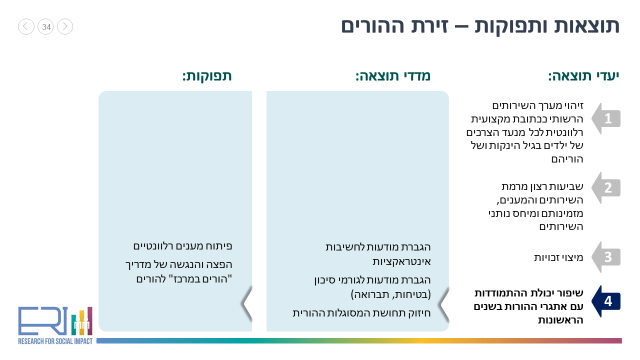 תוצאות ותפוקות – זירת ההורים
34
יעדי תוצאה:
1
זיהוי מערך השירותים
הרשותי ככתובת מקצועית
רלוונטית לכל מנעד הצרכים
של ילדים בגיל הינקות ושל
הוריהם
2
שביעות רצון מרמת
השירותים והמענים,
מזמינותם ומיחס נותני
השירותים
3
מיצוי זכויות
4
שיפור יכולת ההתמודדות
עם אתגרי ההורות בשנים
הראשונות
מדדי תוצאה:
הגברת מודעות לחשיבות
אינטראקציות
הגברת מודעות לגורמי סיכון
(בטיחות, תברואה)
חיזוק תחושת המסוגלות ההורית
תפוקות:
פיתוח מענים רלוונטיים
הפצה והנגשה של מדריך
"הורים במרכז" להורים
ERI
RESEARCH FOR SOCIAL IMPACT